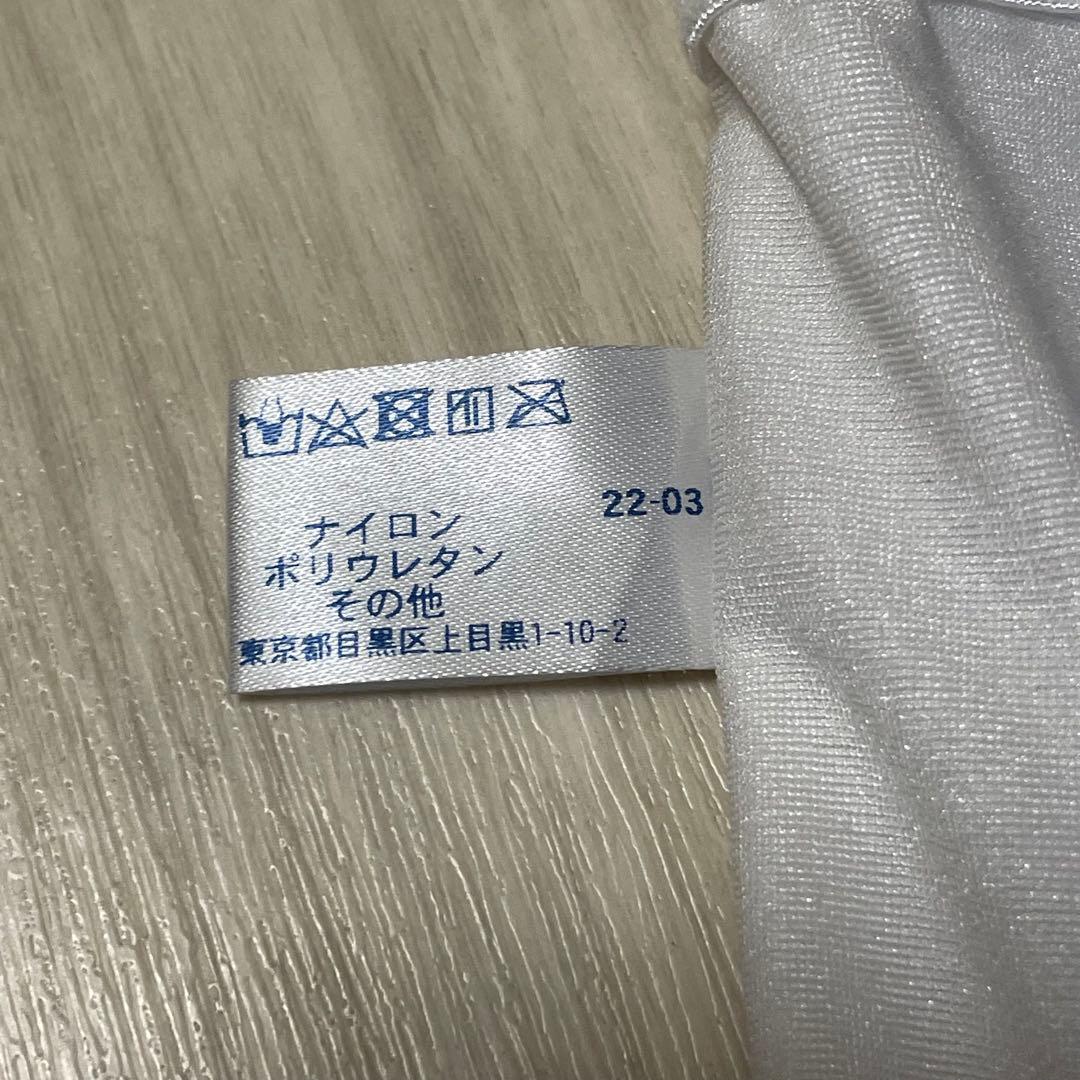 22-03
ナイロン
ポリウレタン
その他
東京都目黒区上目黒1-10-2